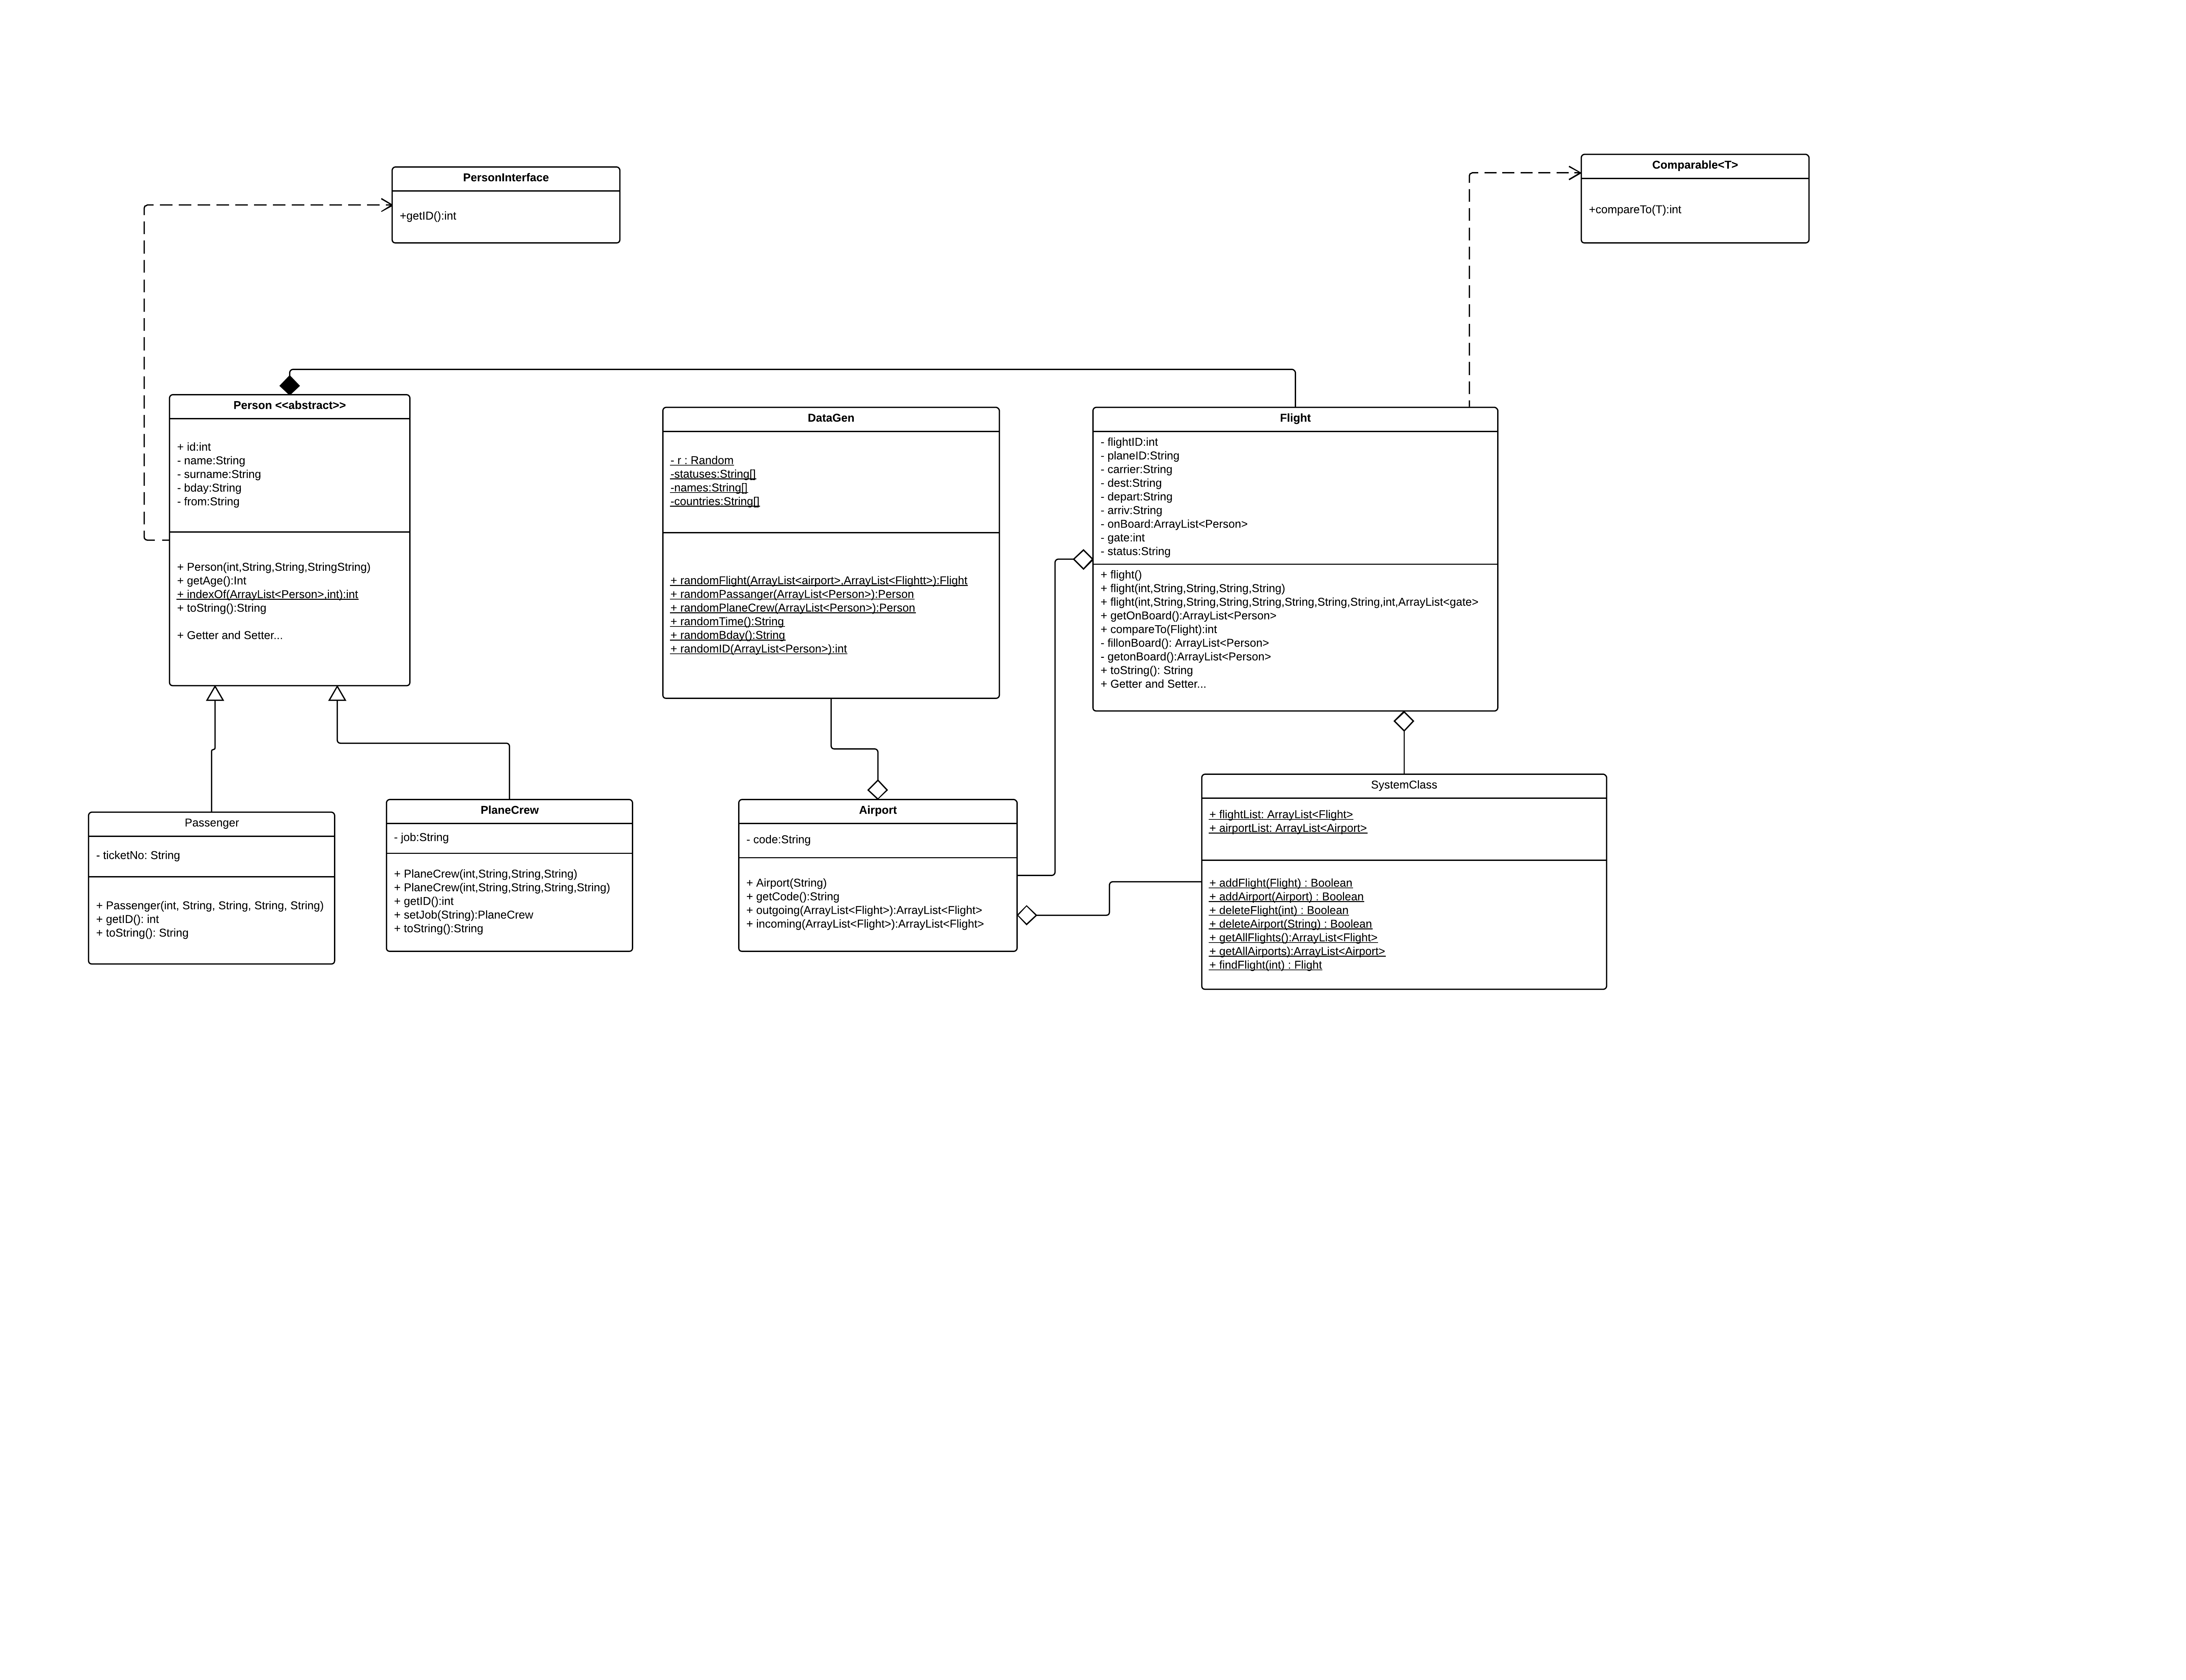 PersonInterface
+getID():int
Comparable<T>
+compareTo(T):int
Person <<abstract>>
+ id:int
- name:String
- surname:String
- bday:String
- from:String
+ Person(int,String,String,StringString)
+ getAge():Int
+ indexOf(ArrayList<Person>,int):int
+ toString():String
+ Getter and Setter...
DataGen
- r : Random
-statuses:String[]
-names:String[]
-countries:String[]
+ randomFlight(ArrayList<airport>,ArrayList<Flightt>):Flight
+ randomPassanger(ArrayList<Person>):Person
+ randomPlaneCrew(ArrayList<Person>):Person
+ randomTime():String
+ randomBday():String
+ randomID(ArrayList<Person>):int
Flight
- flightID:int
- planeID:String
- carrier:String
- dest:String
- depart:String
- arriv:String
- onBoard:ArrayList<Person>
- gate:int
- status:String
+ flight()
+ flight(int,String,String,String,String)
+ flight(int,String,String,String,String,String,String,String,int,ArrayList<gate>
+ getOnBoard():ArrayList<Person>
+ compareTo(Flight):int
- fillonBoard(): ArrayList<Person>
- getonBoard():ArrayList<Person>
+ toString(): String
+ Getter and Setter...
Passenger
- ticketNo: String
+ Passenger(int, String, String, String, String)
+ getID(): int
+ toString(): String
PlaneCrew
- job:String
+ PlaneCrew(int,String,String,String)
+ PlaneCrew(int,String,String,String,String)
+ getID():int
+ setJob(String):PlaneCrew
+ toString():String
Airport
- code:String
+ Airport(String)
+ getCode():String
+ outgoing(ArrayList<Flight>):ArrayList<Flight>
+ incoming(ArrayList<Flight>):ArrayList<Flight>
SystemClass
+ flightList: ArrayList<Flight>
+ airportList: ArrayList<Airport>
+ addFlight(Flight) : Boolean
+ addAirport(Airport) : Boolean
+ deleteFlight(int) : Boolean
+ deleteAirport(String) : Boolean
+ getAllFlights():ArrayList<Flight>
+ getAllAirports):ArrayList<Airport>
+ findFlight(int) : Flight